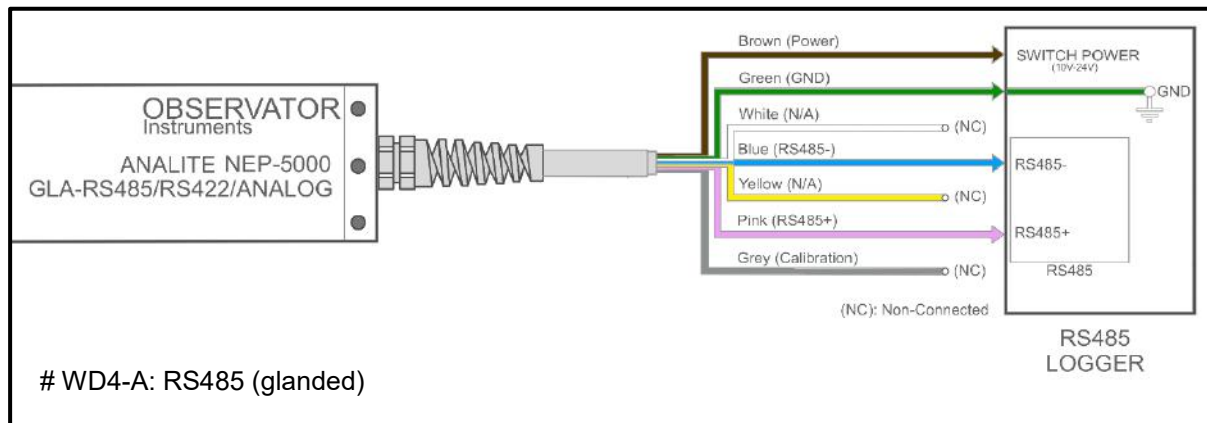 Brown (Power)
SWITCH POWER
(10V-24V)
Green (GND)
GND
OBSERVATOR
Instruments
White (N/A)
(NC)
ANALITE NEP-5000
Blue (RS485-)
RS485-
GLA-RS485/RS422/ANALOG
Yellow (N/A)
(NC)
Pink (RS485+)
RS485+
Grey (Calibration)
(NC)
RS485
(NC): Non-Connected
RS485
LOGGER
# WD4-A: RS485 (glanded)